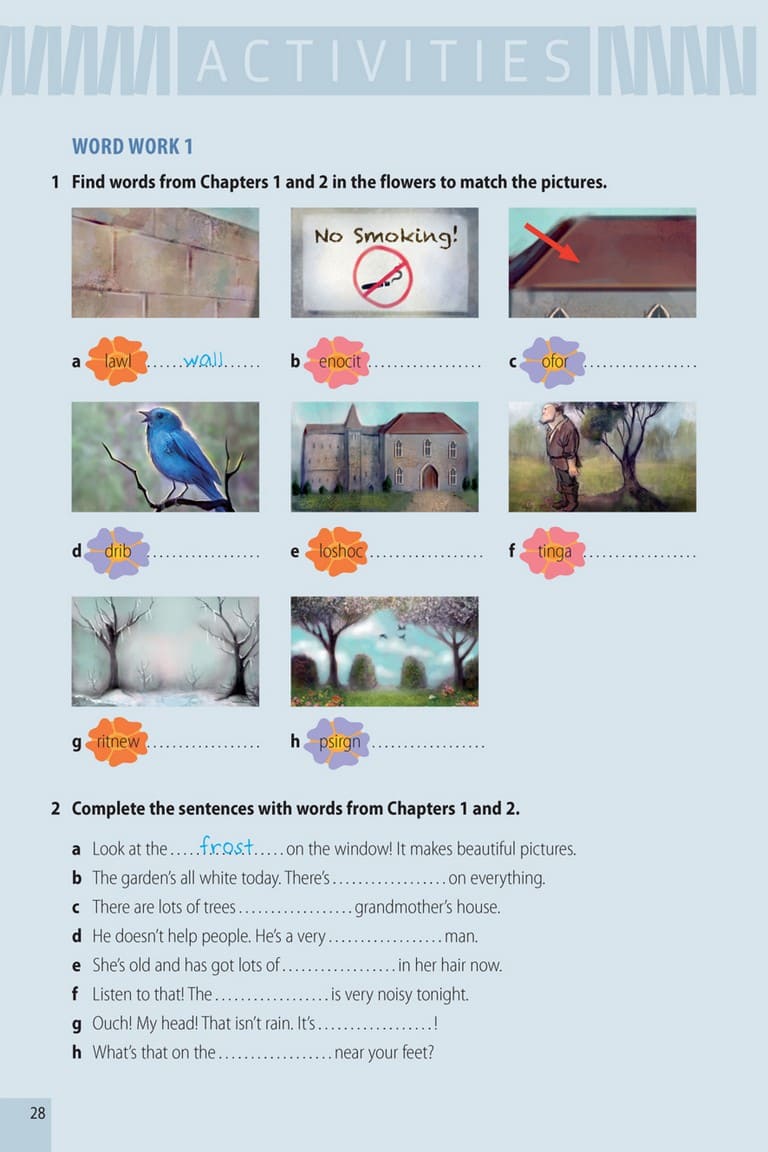 ACTIVITIES
WORD WORK 1
1 Find words from Chapters 1 and 2 in the flowers to match the pictures.
No Smoking!
a lawl ......wall......
b enocit ..................
c ofor ..................
d drib ..................
e loshoc ..................
f tinga ..................
g ritnew ..................
h psirgn ..................
2 Complete the sentences with words from Chapters 1 and 2.
a Look at the .....frost..... on the window! It makes beautiful pictures.
b The garden's all white today. There's .................. on everything.
c There are lots of trees .................. grandmother's house.
d He doesn't help people. He's a very .................. man.
e She's old and has got lots of .................. in her hair now.
f Listen to that! The .................. is very noisy tonight.
g Ouch! My head! That isn't rain. It's .................. !
h What's that on the .................. near your feet?
28